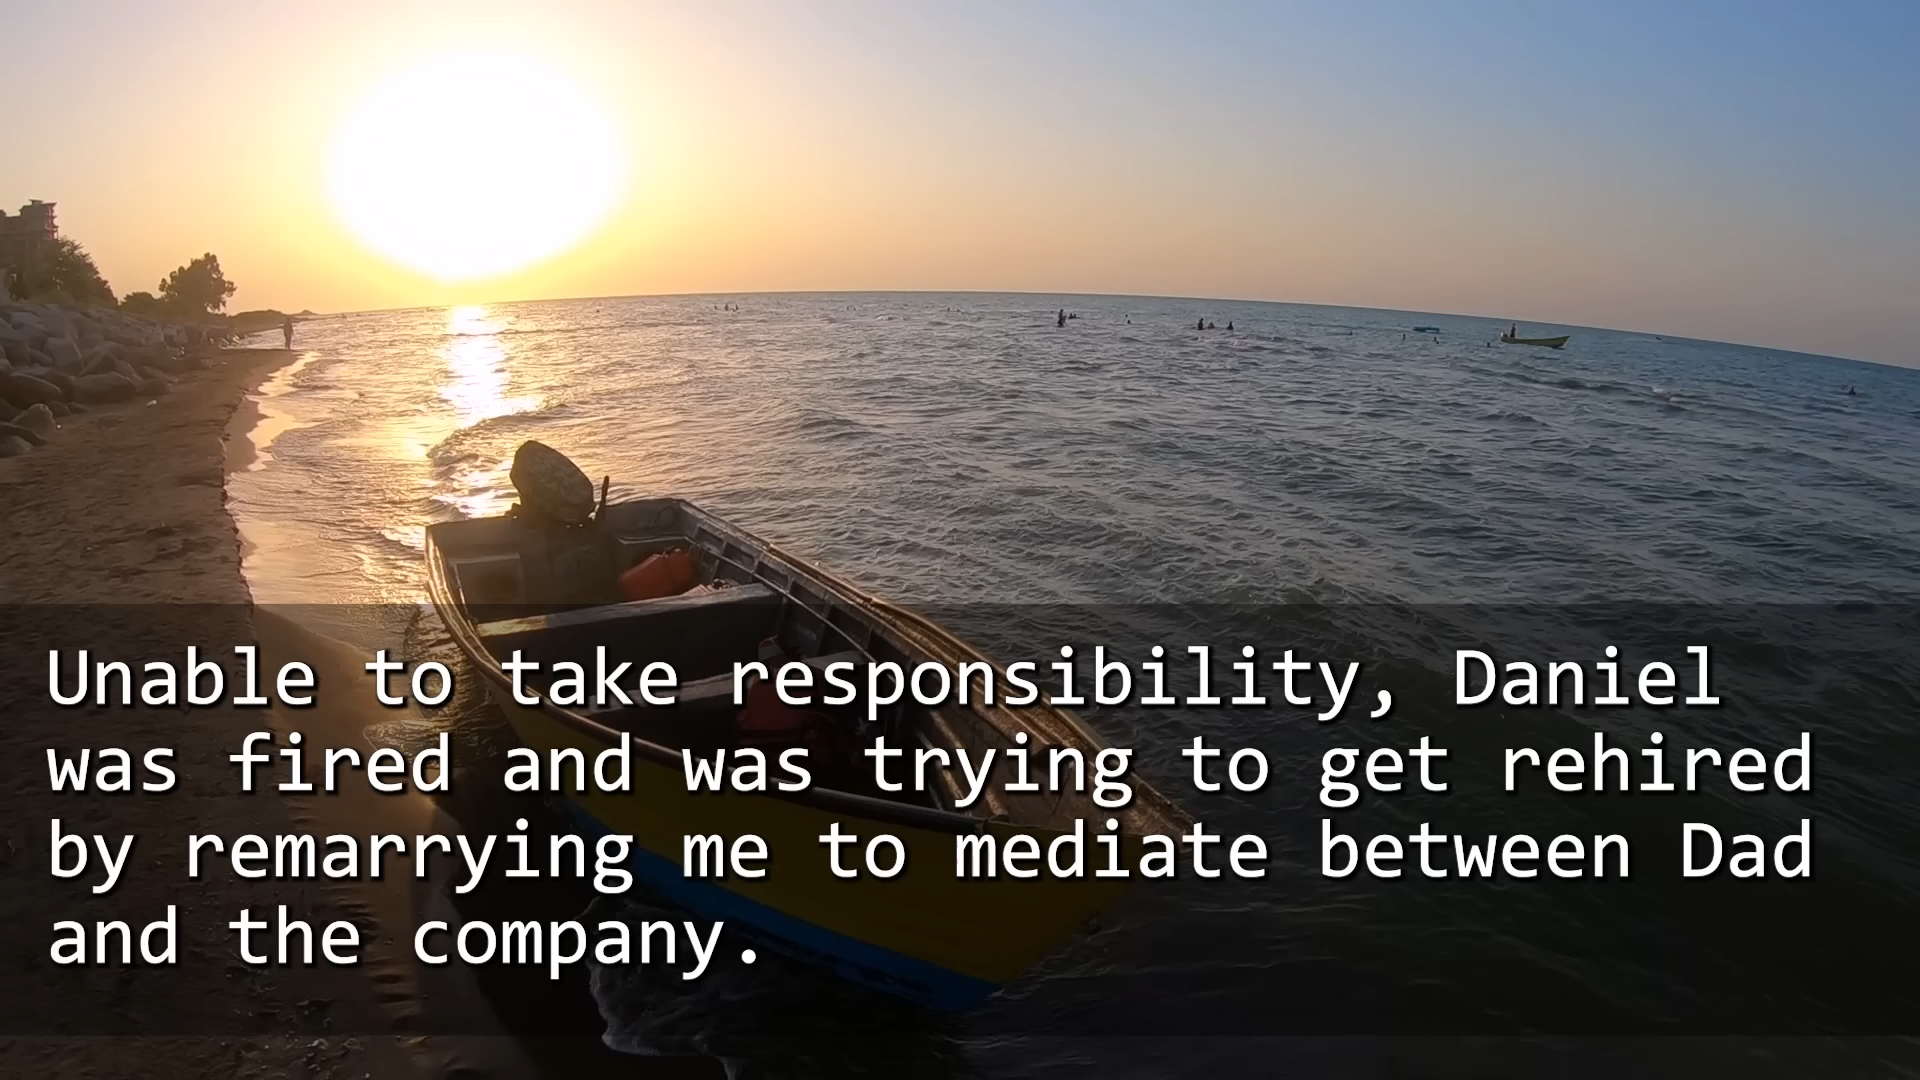 Unable to take responsibility, Daniel
was fired and was trying to get rehired
by remarrying me to mediate between Dad
and the company.